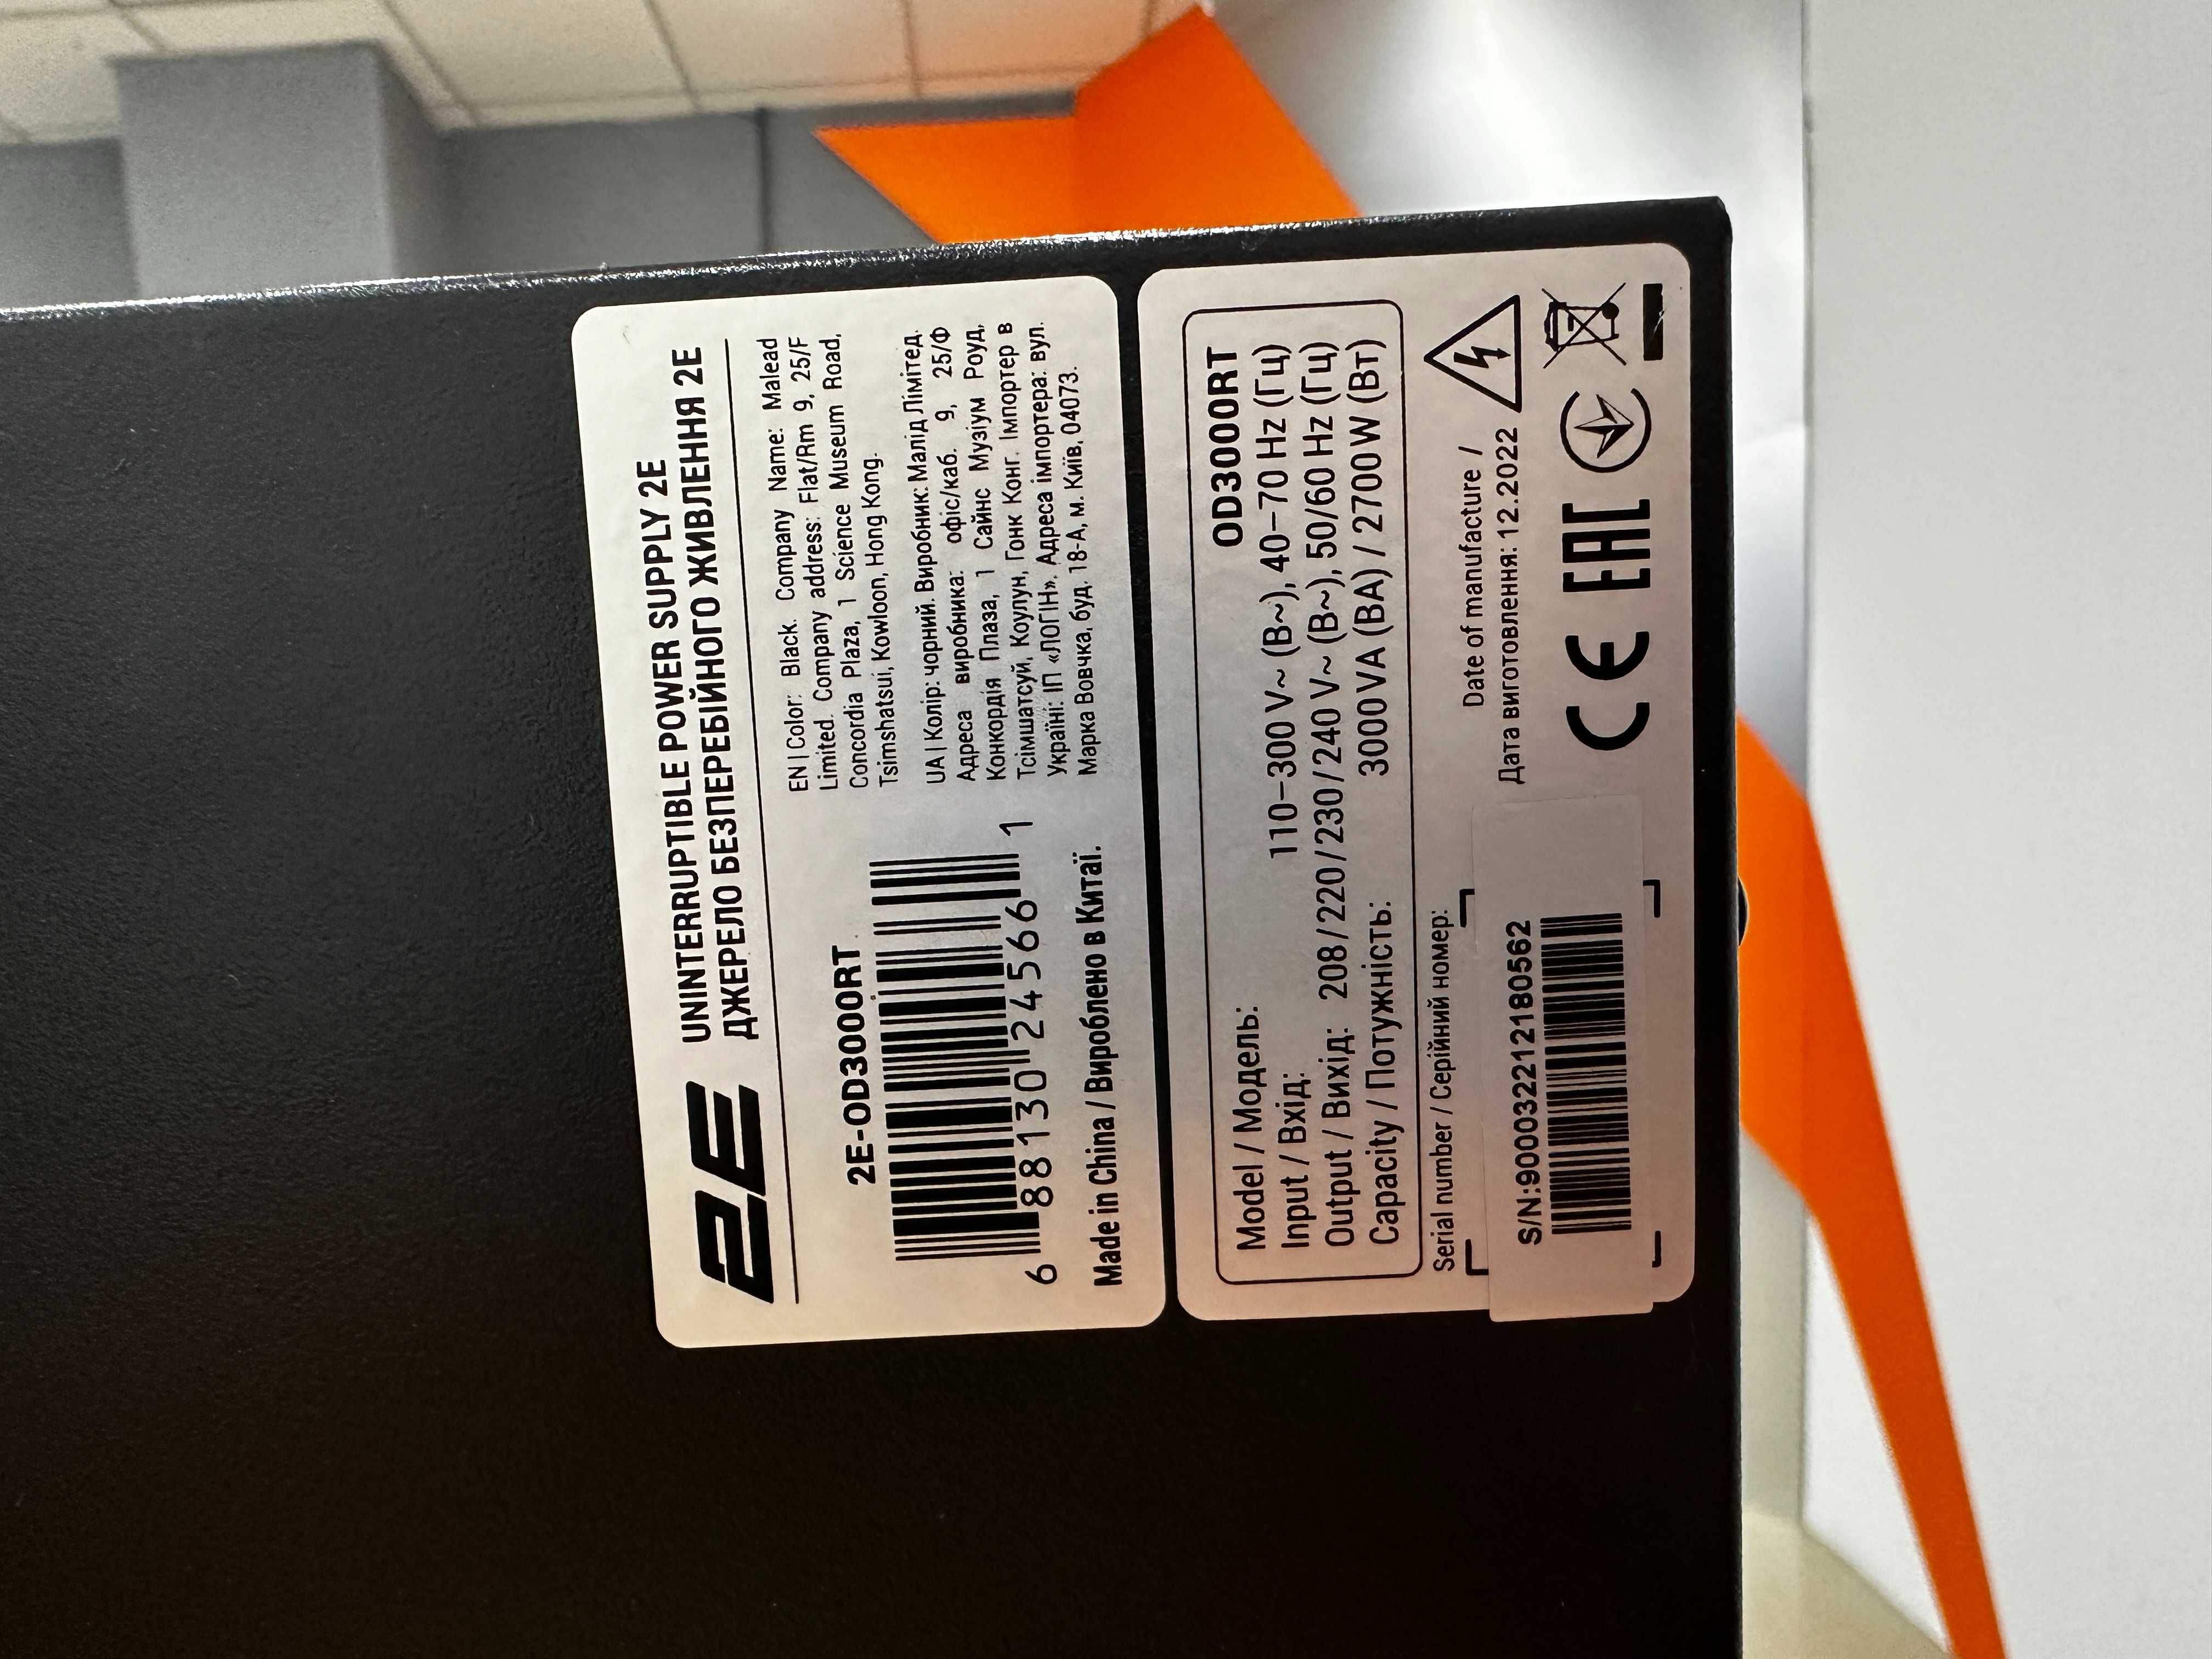 2E
UNINTERRUPTIBLE POWER SUPPLY 2E
ДЖЕРЕЛО БЕЗПЕРЕБІЙНОГО ЖИВЛЕННЯ 2E
2E-OD3000RT
6 88130 24566 1
Made in China / Вироблено в Китаї.
EN | Color: Black. Company Name: Malead
Limited. Company address: Flat/Rm 9, 25/F
Concordia Plaza, 1 Science Museum Road,
Tsimshatsui, Kowloon, Hong Kong.
UA | Колір: чорний. Виробник: Малід Лімітед.
Адреса виробника: офіс/каб. 9, 25/Ф
Конкордія Плаза, 1 Сайнс Музіум Роуд,
Тсімшатсуй, Коулун, Гонк Конг. Імпортер в
Україні: ІП «ЛОГІН». Адреса імпортера: вул.
Марка Вовчка, буд. 18-А, м. Київ, 04073.
Model / Модель: OD3000RT
Input / Вхід: 110–300 V~ (В~), 40–70 Hz (Гц)
Output / Вихід: 208/220/230/240 V~ (В~), 50/60 Hz (Гц)
Capacity / Потужність: 3000 VA (ВА) / 2700 W (Вт)
Serial number / Серійний номер:
S/N:9000322121218​0562
Date of manufacture /
Дата виготовлення: 12.2022
CE EAC